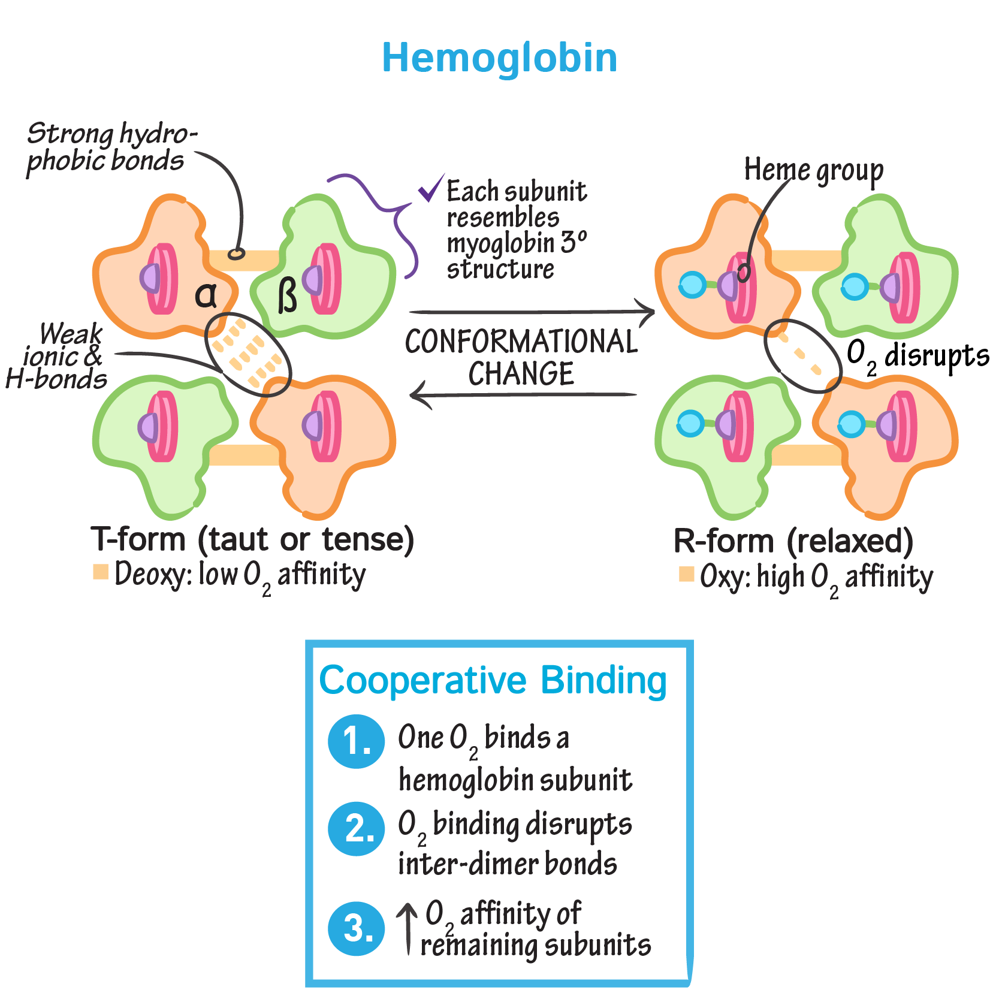 Hemoglobin
Strong hydro-
phobic bonds
Each subunit
resembles
myoglobin 3º
structure
Heme group
α
ß
Weak
ionic &
H-bonds
CONFORMATIONAL
CHANGE
O₂ disrupts
T-form (taut or tense)
Deoxy: low O₂ affinity
R-form (relaxed)
Oxy: high O₂ affinity
Cooperative Binding
1. One O₂ binds a
hemoglobin subunit
2. O₂ binding disrupts
inter-dimer bonds
3. ↑ O₂ affinity of
remaining subunits